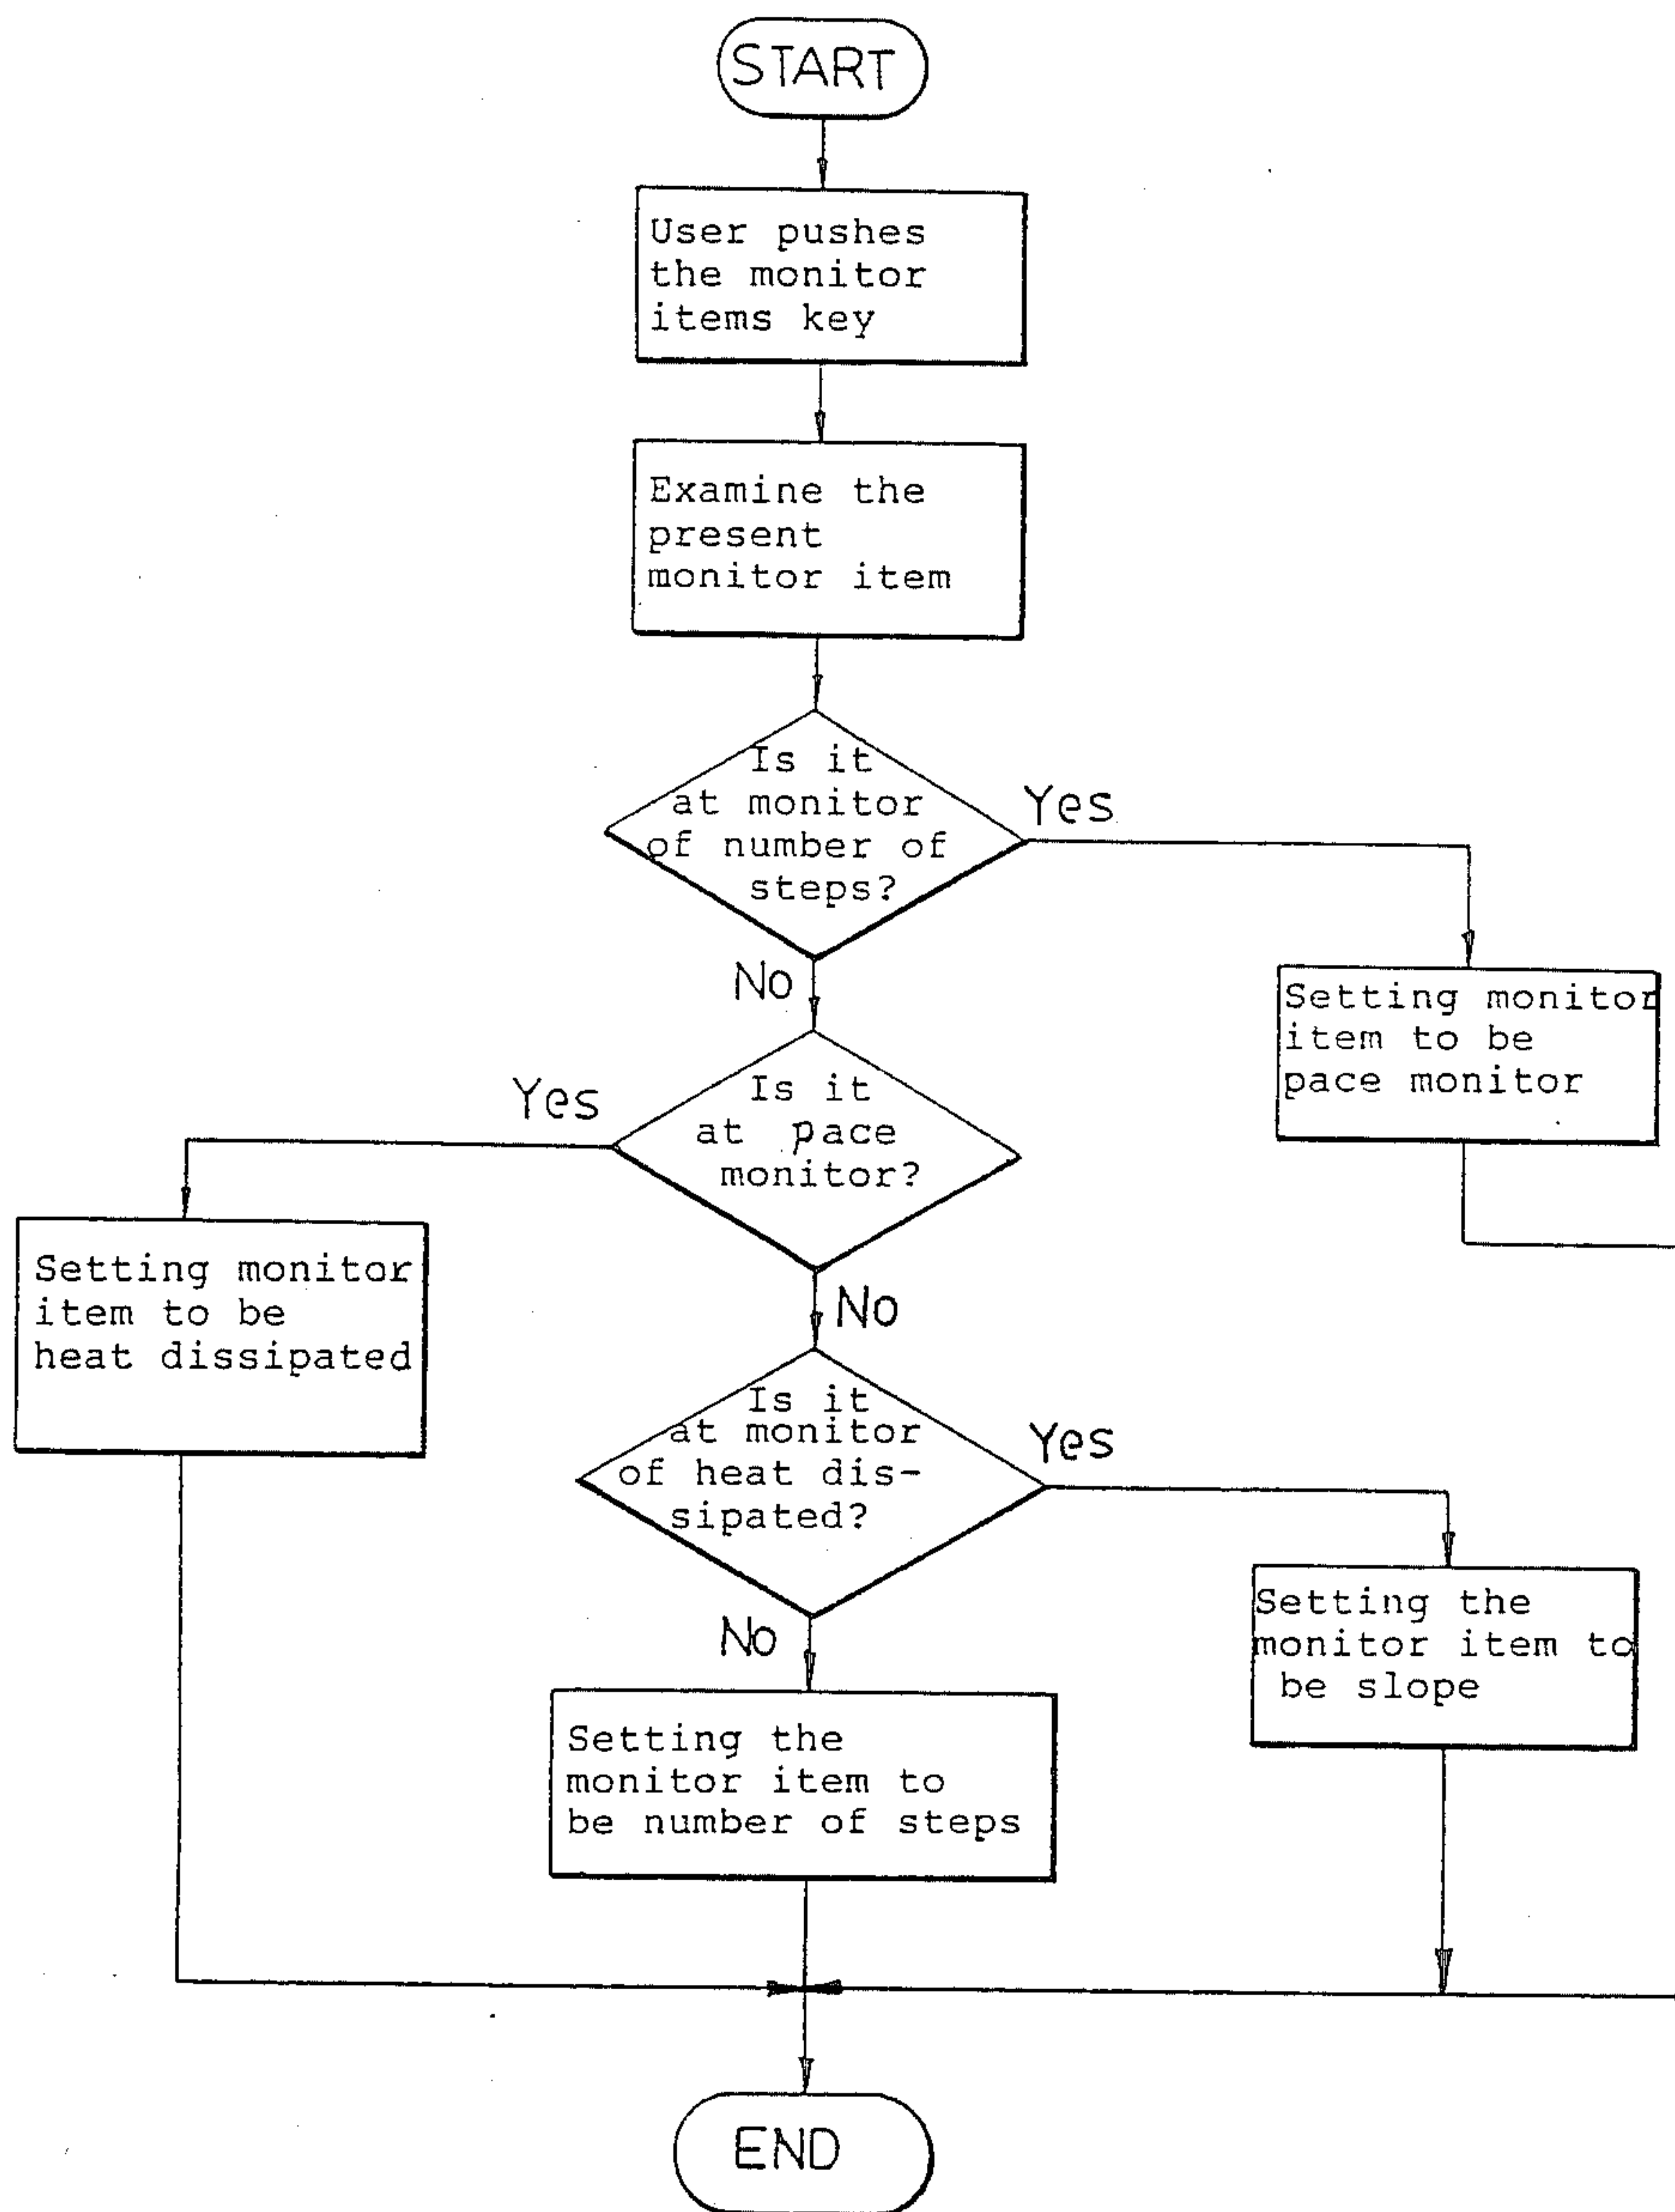 START
User pushes
the monitor
items key
Examine the
present
monitor item
Is it
at monitor
of number of
steps?
Yes
No
Setting monitor
item to be
pace monitor
Is it
at pace
monitor?
Yes
No
Setting monitor
item to be
heat dissipated
Is it
at monitor
of heat dis-
sipated?
Yes
No
Setting the
monitor item to
be slope
Setting the
monitor item to
be number of steps
END